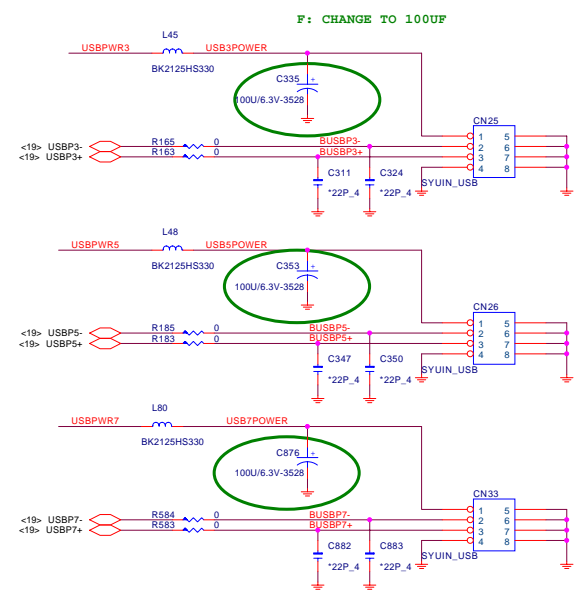 F: CHANGE TO 100UF
L45
USBPWR3 USB3POWER
BK2125HS330
C335 +
100U/6.3V-3528
CN25
1 5
2 6
3 7
4 8
SYUIN_USB
<19> USBP3- R165 0 BUSBP3-
<19> USBP3+ R163 0 BUSBP3+
C311 C324
*22P_4 *22P_4
L48
USBPWR5 USB5POWER
BK2125HS330
C353 +
100U/6.3V-3528
CN26
1 5
2 6
3 7
4 8
SYUIN_USB
<19> USBP5- R185 0 BUSBP5-
<19> USBP5+ R183 0 BUSBP5+
C347 C350
*22P_4 *22P_4
L80
USBPWR7 USB7POWER
BK2125HS330
C876 +
100U/6.3V-3528
CN33
1 5
2 6
3 7
4 8
SYUIN_USB
<19> USBP7- R584 0 BUSBP7-
<19> USBP7+ R583 0 BUSBP7+
C882 C883
*22P_4 *22P_4